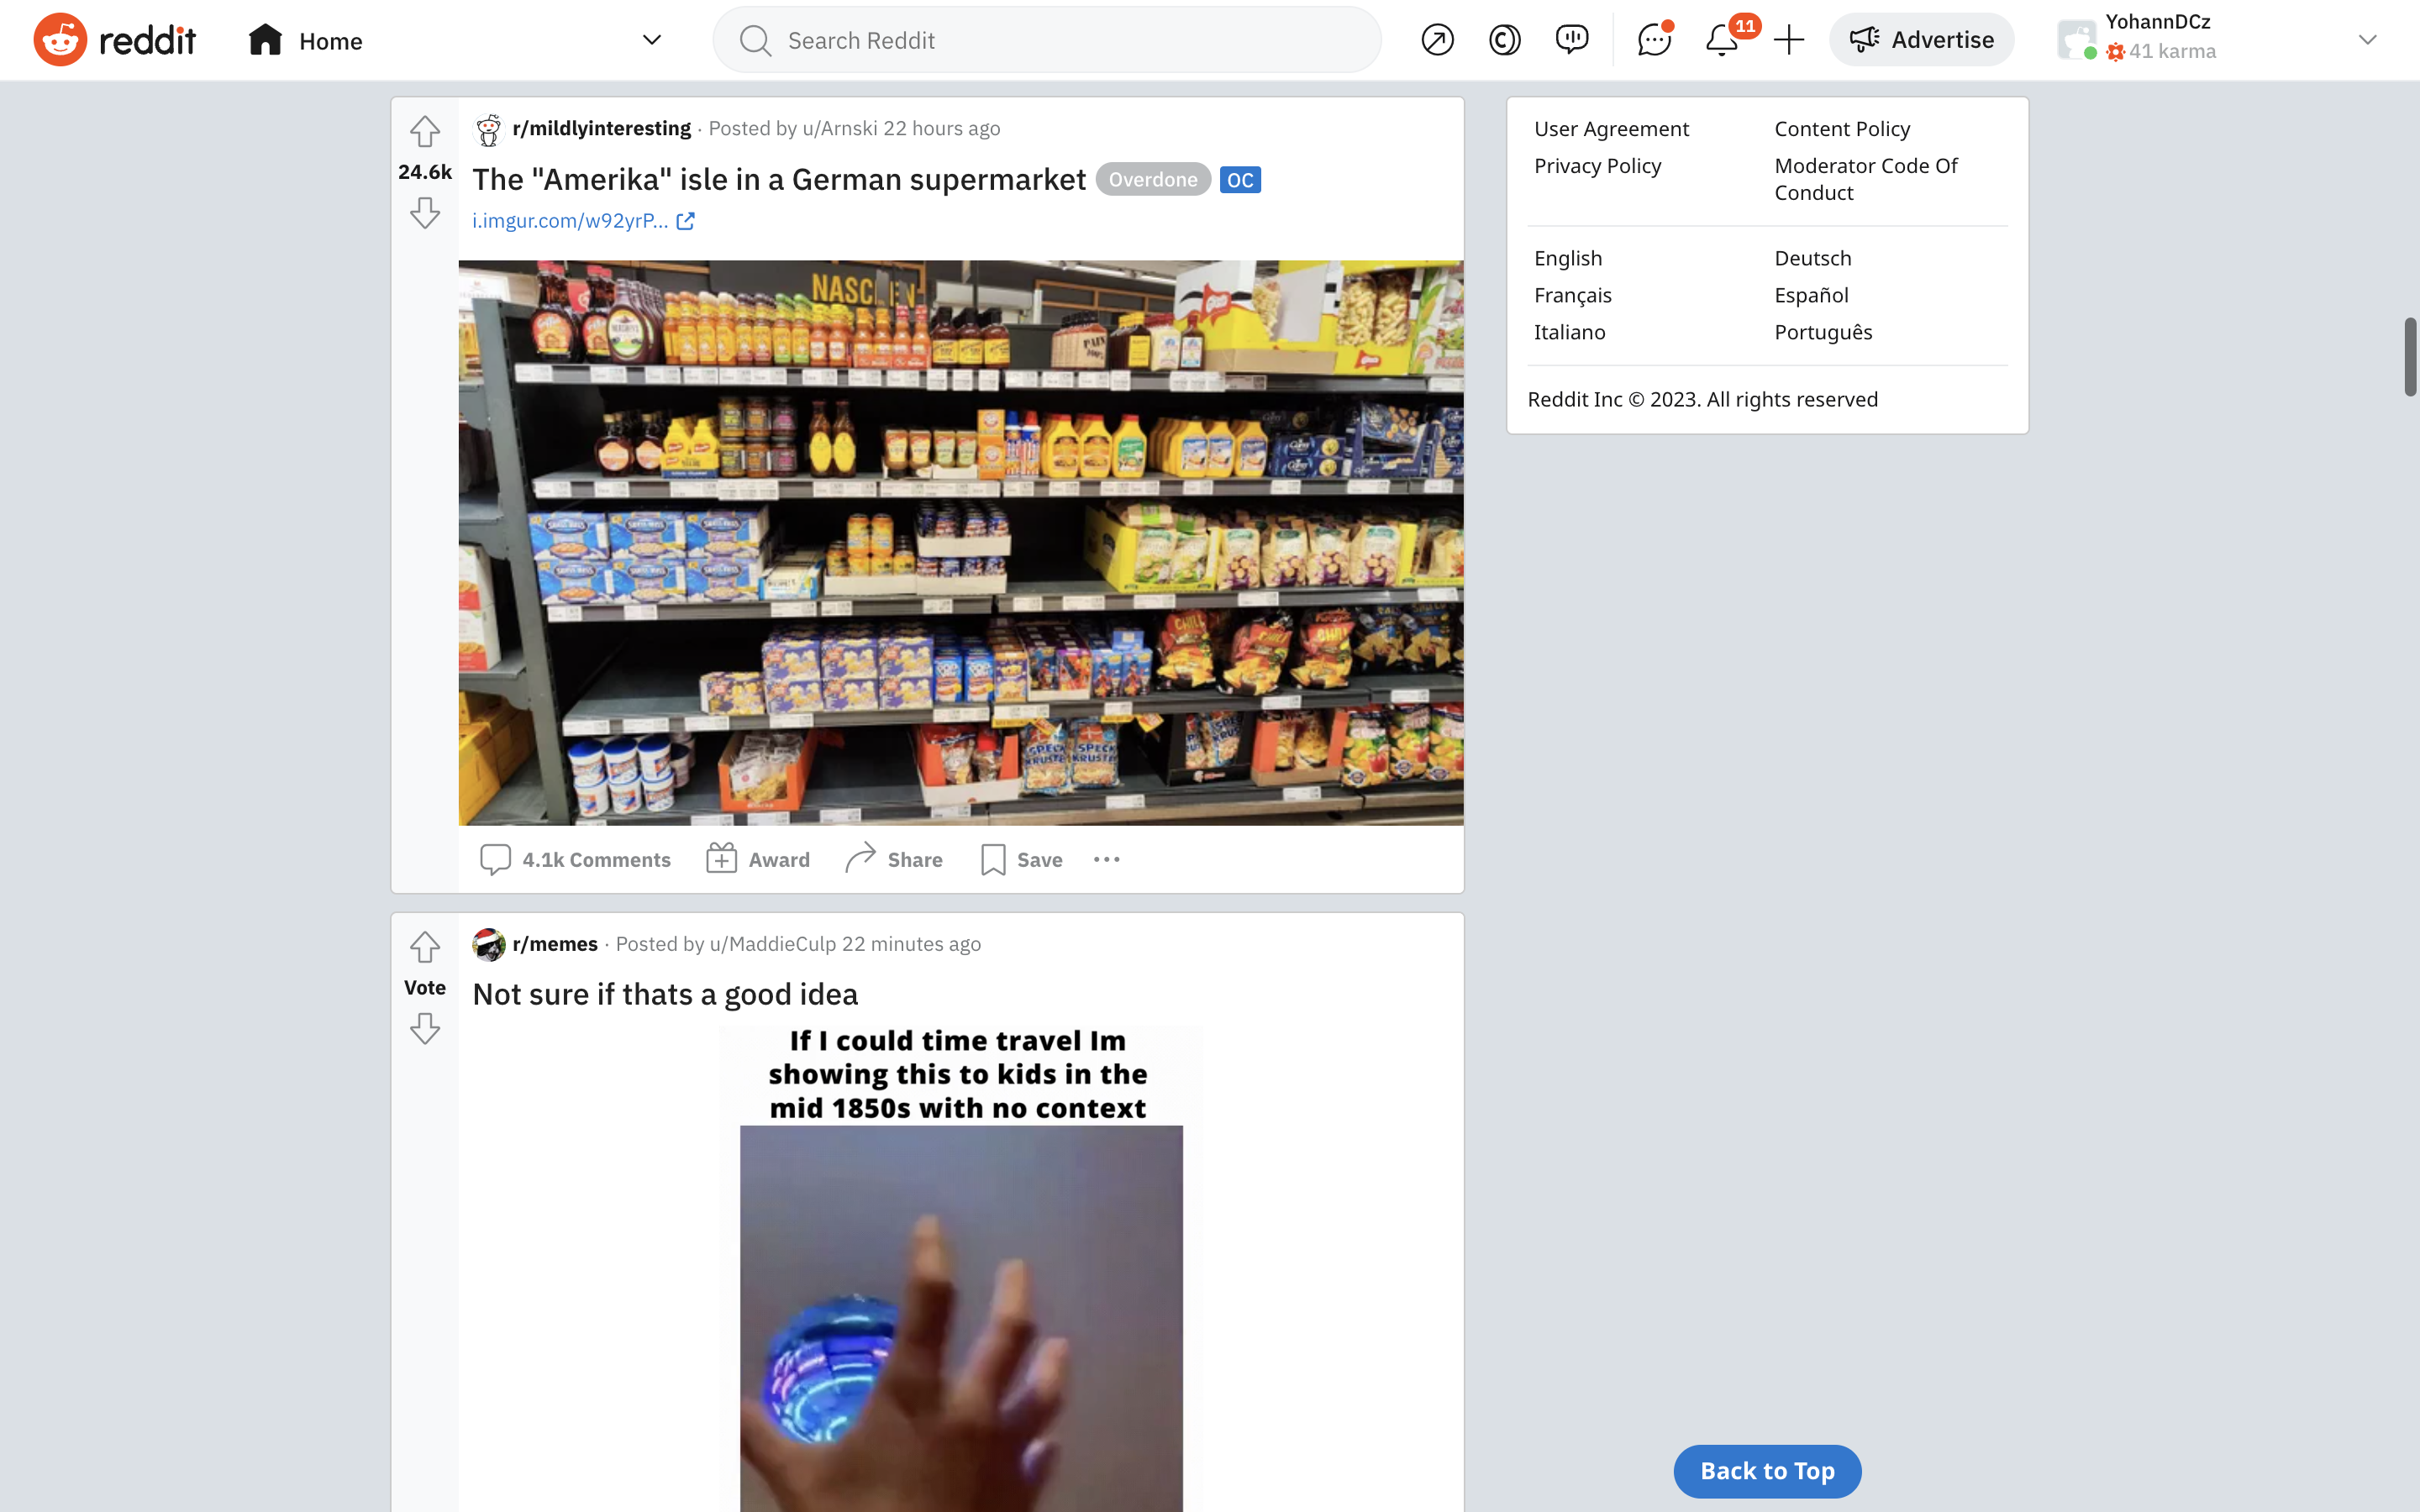 reddit
Home
Search Reddit
11
Advertise
YohannDCz
41 karma
24.6k
r/mildlyinteresting · Posted by u/Arnski 22 hours ago
The "Amerika" isle in a German supermarket Overdone OC
i.imgur.com/w92yrP...
4.1k Comments
Award
Share
Save
User Agreement
Content Policy
Privacy Policy
Moderator Code Of
Conduct
English
Deutsch
Français
Español
Italiano
Português
Reddit Inc © 2023. All rights reserved
Vote
r/memes · Posted by u/MaddieCulp 22 minutes ago
Not sure if thats a good idea
If I could time travel Im
showing this to kids in the
mid 1850s with no context
Back to Top